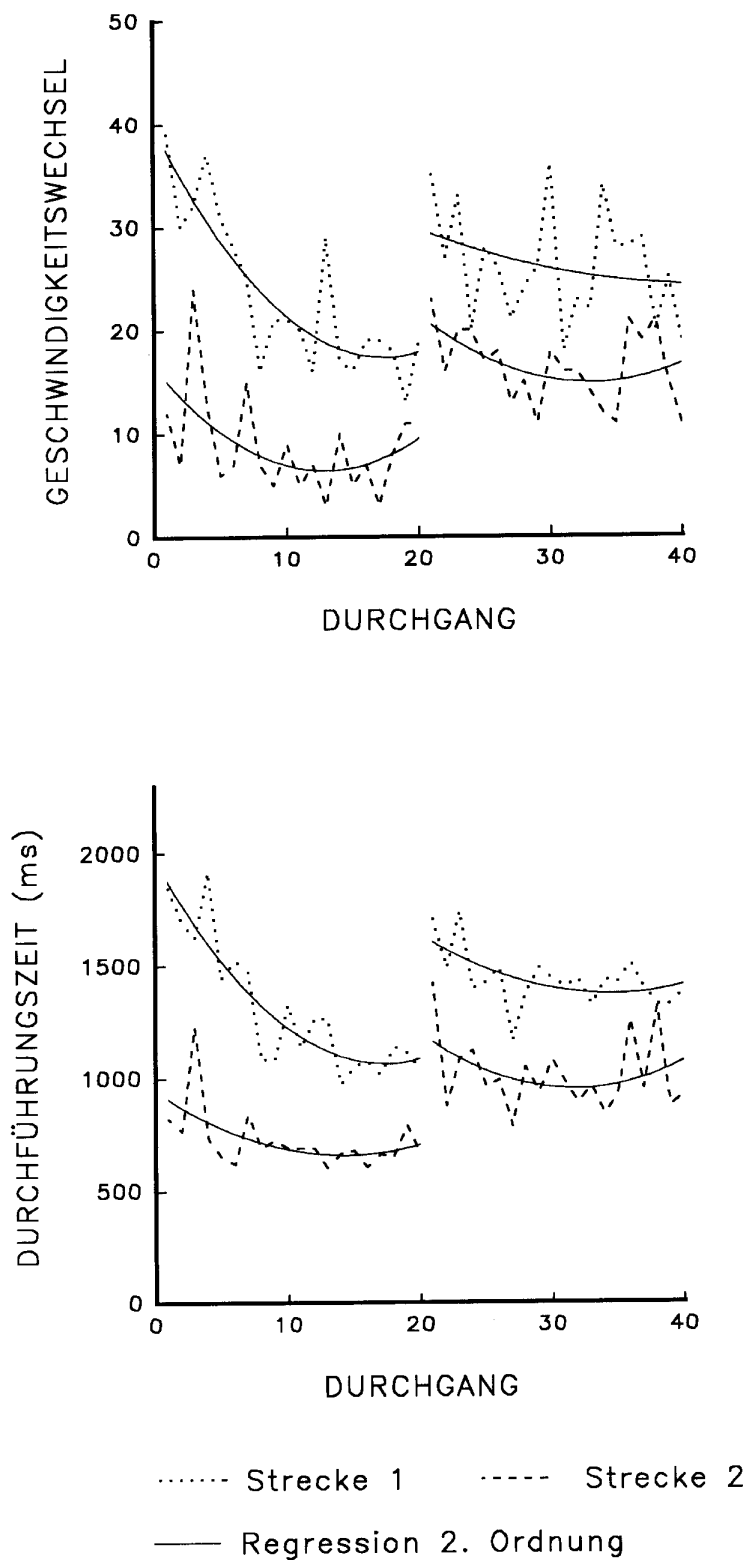 50
40
30
20
10
0
GESCHWINDIGKEITSWECHSEL
0 10 20 30 40
DURCHGANG
2000
1500
1000
500
0
DURCHFÜHRUNGSZEIT (ms)
0 10 20 30 40
DURCHGANG
Strecke 1 Strecke 2
Regression 2. Ordnung